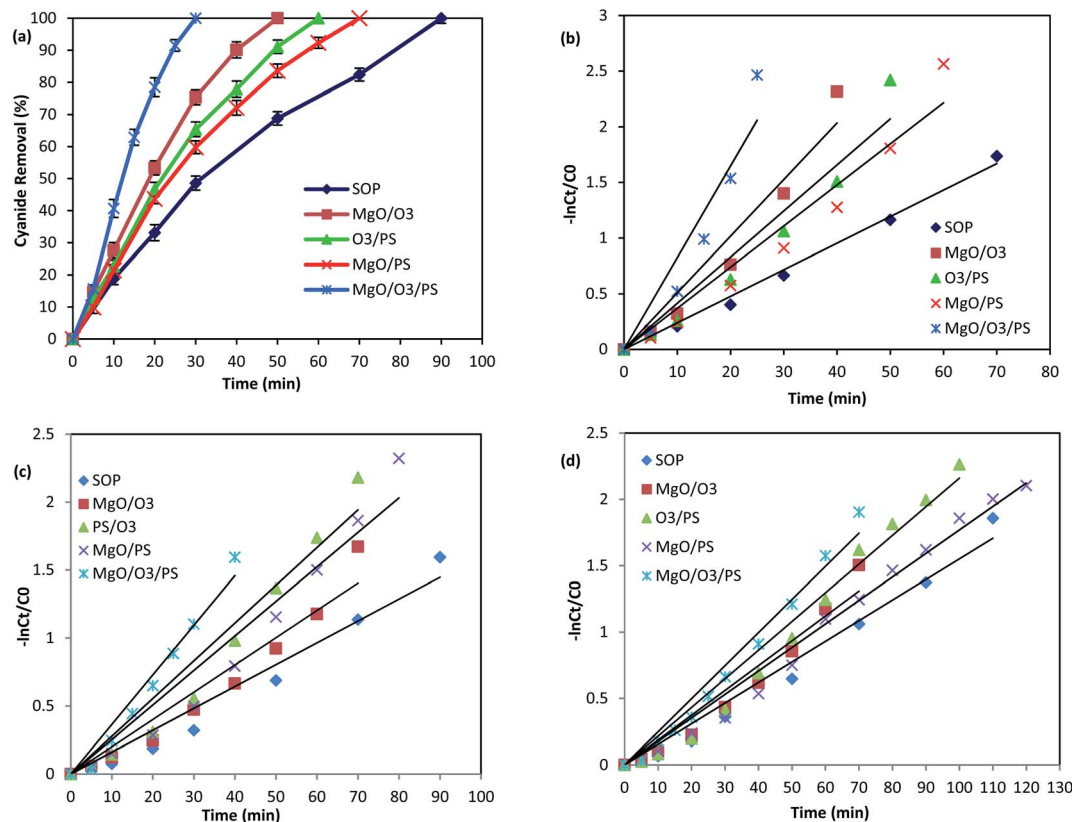 (a)
Cyanide Removal (%)
100
90
80
70
60
50
40
30
20
10
0
0 10 20 30 40 50 60 70 80 90 100
Time (min)
SOP
MgO/O3
O3/PS
MgO/PS
MgO/O3/PS
(b)
-lnCt/C0
-3
2.5
2
1.5
1
0.5
0
0 10 20 30 40 50 60 70 80
Time (min)
SOP
MgO/O3
O3/PS
MgO/PS
MgO/O3/PS
(c)
-lnCt/C0
2.5
2
1.5
1
0.5
0
0 10 20 30 40 50 60 70 80 90 100
Time (min)
SOP
MgO/O3
PS/O3
MgO/PS
MgO/O3/PS
(d)
-lnCt/C0
2.5
2
1.5
1
0.5
0
0 10 20 30 40 50 60 70 80 90 100 110 120 130
Time (min)
SOP
MgO/O3
O3/PS
MgO/PS
MgO/O3/PS